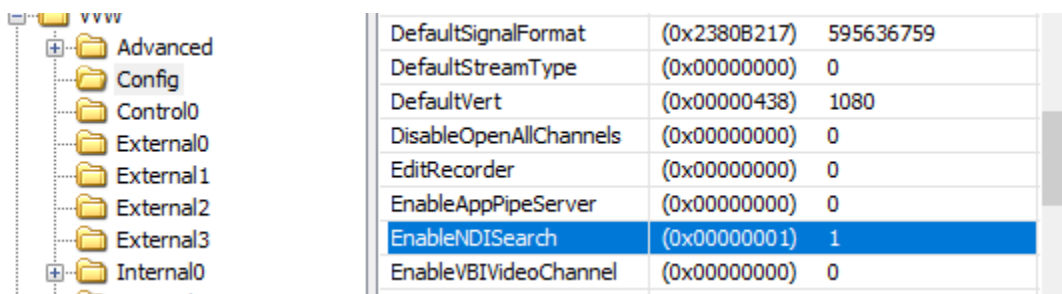 VVW
Advanced
Config
Control0
External0
External1
External2
External3
Internal0
DefaultSignalFormat (0x2380B217) 595636759
DefaultStreamType (0x00000000) 0
DefaultVert (0x00000438) 1080
DisableOpenAllChannels (0x00000000) 0
EditRecorder (0x00000000) 0
EnableAppPipeServer (0x00000000) 0
EnableNDISearch (0x00000001) 1
EnableVBIVideoChannel (0x00000000) 0